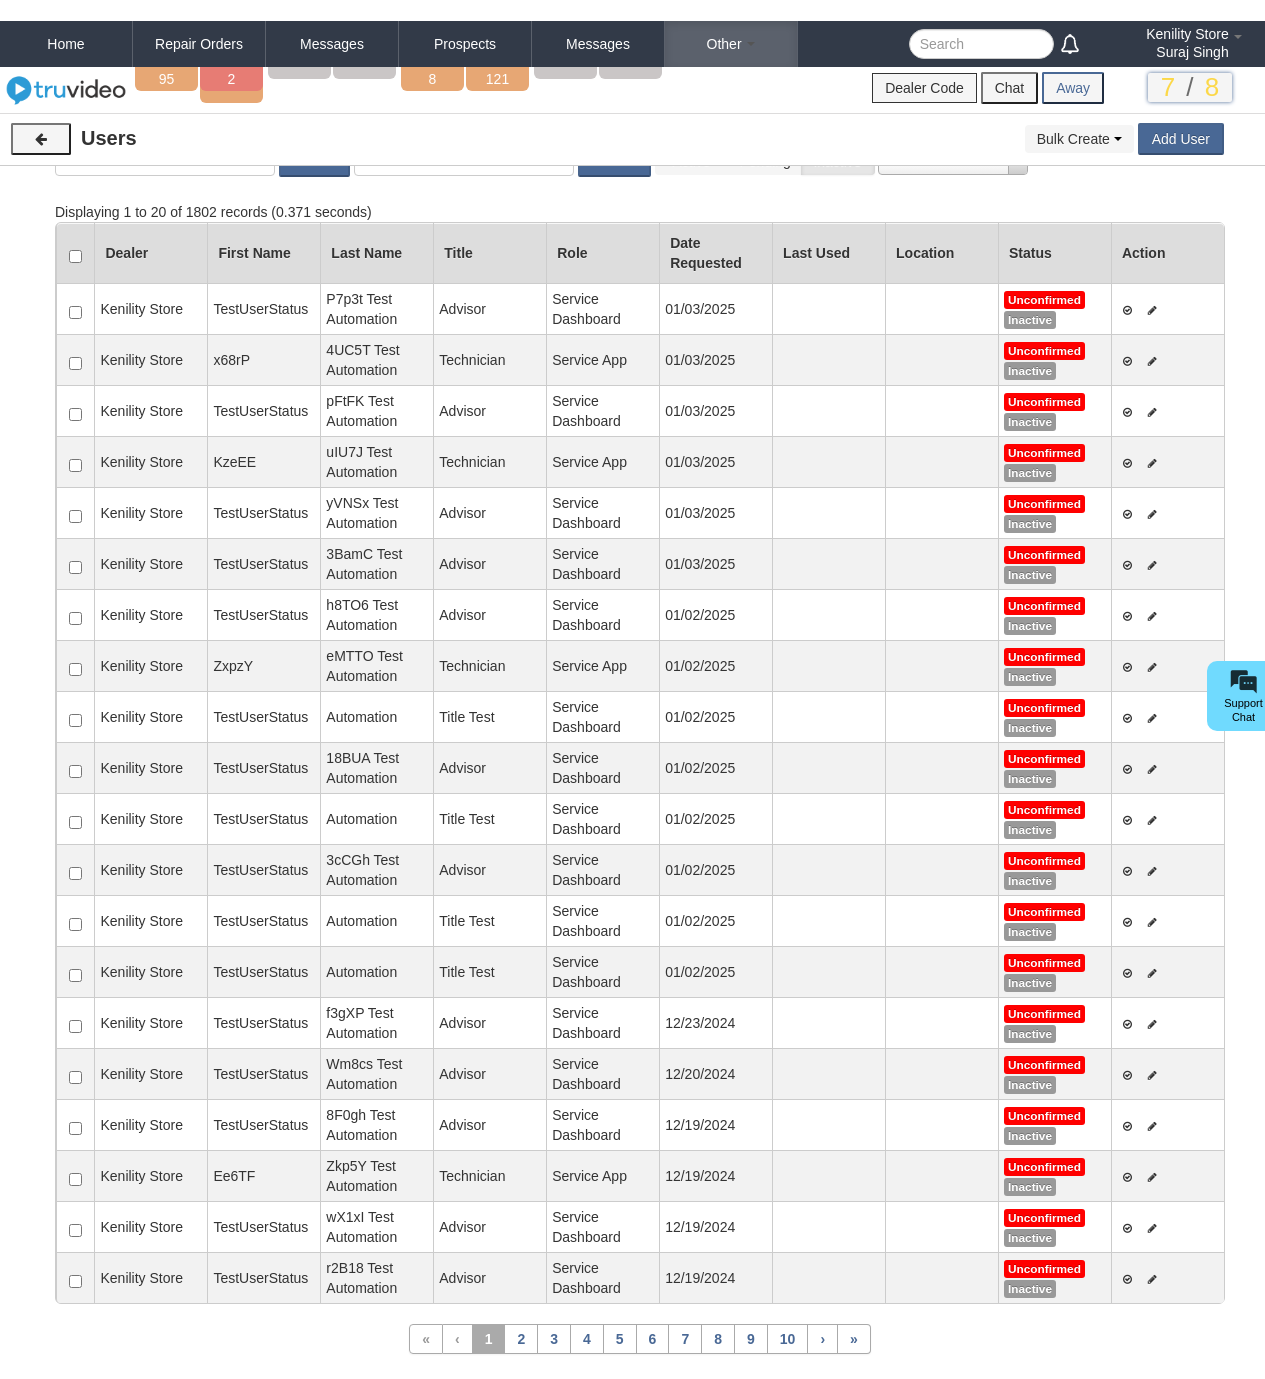 Home Repair Orders Messages Prospects Messages Other Search Kenility Store
Suraj Singh
truvideo 95 2 8 121 Dealer Code Chat Away 7 / 8
Users Bulk Create Add User
Displaying 1 to 20 of 1802 records (0.371 seconds)
Dealer First Name Last Name Title Role Date Requested Last Used Location Status Action
Kenility Store TestUserStatus P7p3t Test Automation Advisor Service Dashboard 01/03/2025 Unconfirmed Inactive
Kenility Store x68rP 4UC5T Test Automation Technician Service App 01/03/2025 Unconfirmed Inactive
Kenility Store TestUserStatus pFtFK Test Automation Advisor Service Dashboard 01/03/2025 Unconfirmed Inactive
Kenility Store KzeEE uIU7J Test Automation Technician Service App 01/03/2025 Unconfirmed Inactive
Kenility Store TestUserStatus yVNSx Test Automation Advisor Service Dashboard 01/03/2025 Unconfirmed Inactive
Kenility Store TestUserStatus 3BamC Test Automation Advisor Service Dashboard 01/03/2025 Unconfirmed Inactive
Kenility Store TestUserStatus h8TO6 Test Automation Advisor Service Dashboard 01/02/2025 Unconfirmed Inactive
Kenility Store ZxpzY eMTTO Test Automation Technician Service App 01/02/2025 Unconfirmed Inactive
Kenility Store TestUserStatus Automation Title Test Service Dashboard 01/02/2025 Unconfirmed Inactive
Support Chat
Kenility Store TestUserStatus 18BUA Test Automation Advisor Service Dashboard 01/02/2025 Unconfirmed Inactive
Kenility Store TestUserStatus Automation Title Test Service Dashboard 01/02/2025 Unconfirmed Inactive
Kenility Store TestUserStatus 3cCGh Test Automation Advisor Service Dashboard 01/02/2025 Unconfirmed Inactive
Kenility Store TestUserStatus Automation Title Test Service Dashboard 01/02/2025 Unconfirmed Inactive
Kenility Store TestUserStatus Automation Title Test Service Dashboard 01/02/2025 Unconfirmed Inactive
Kenility Store TestUserStatus f3gXP Test Automation Advisor Service Dashboard 12/23/2024 Unconfirmed Inactive
Kenility Store TestUserStatus Wm8cs Test Automation Advisor Service Dashboard 12/20/2024 Unconfirmed Inactive
Kenility Store TestUserStatus 8F0gh Test Automation Advisor Service Dashboard 12/19/2024 Unconfirmed Inactive
Kenility Store Ee6TF Zkp5Y Test Automation Technician Service App 12/19/2024 Unconfirmed Inactive
Kenility Store TestUserStatus wX1xI Test Automation Advisor Service Dashboard 12/19/2024 Unconfirmed Inactive
Kenility Store TestUserStatus r2B18 Test Automation Advisor Service Dashboard 12/19/2024 Unconfirmed Inactive
« ‹ 1 2 3 4 5 6 7 8 9 10 › »